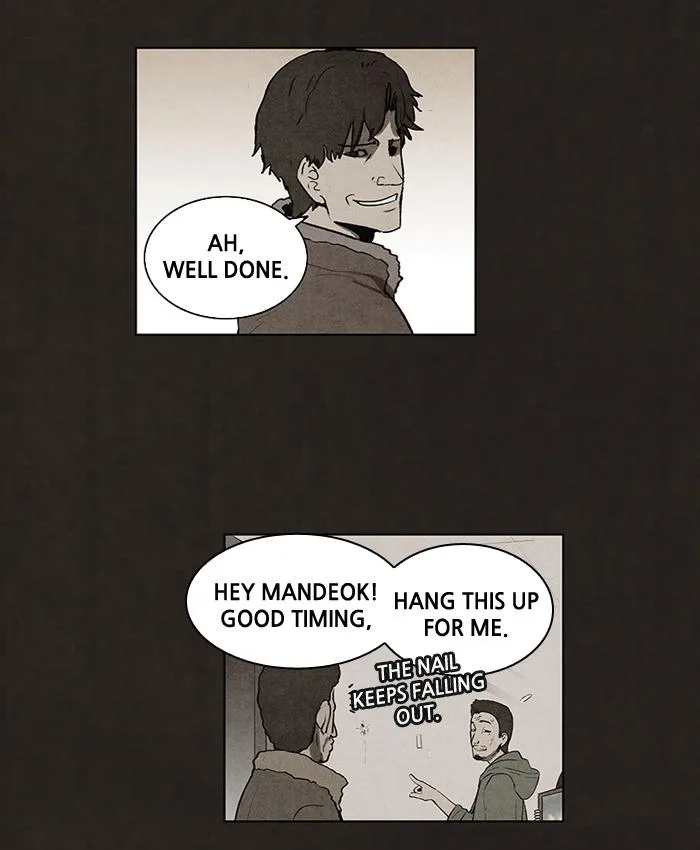 AH,
WELL DONE.
HEY MANDEOK!
GOOD TIMING,
HANG THIS UP
FOR ME.
THE NAIL
KEEPS FALLING
OUT.